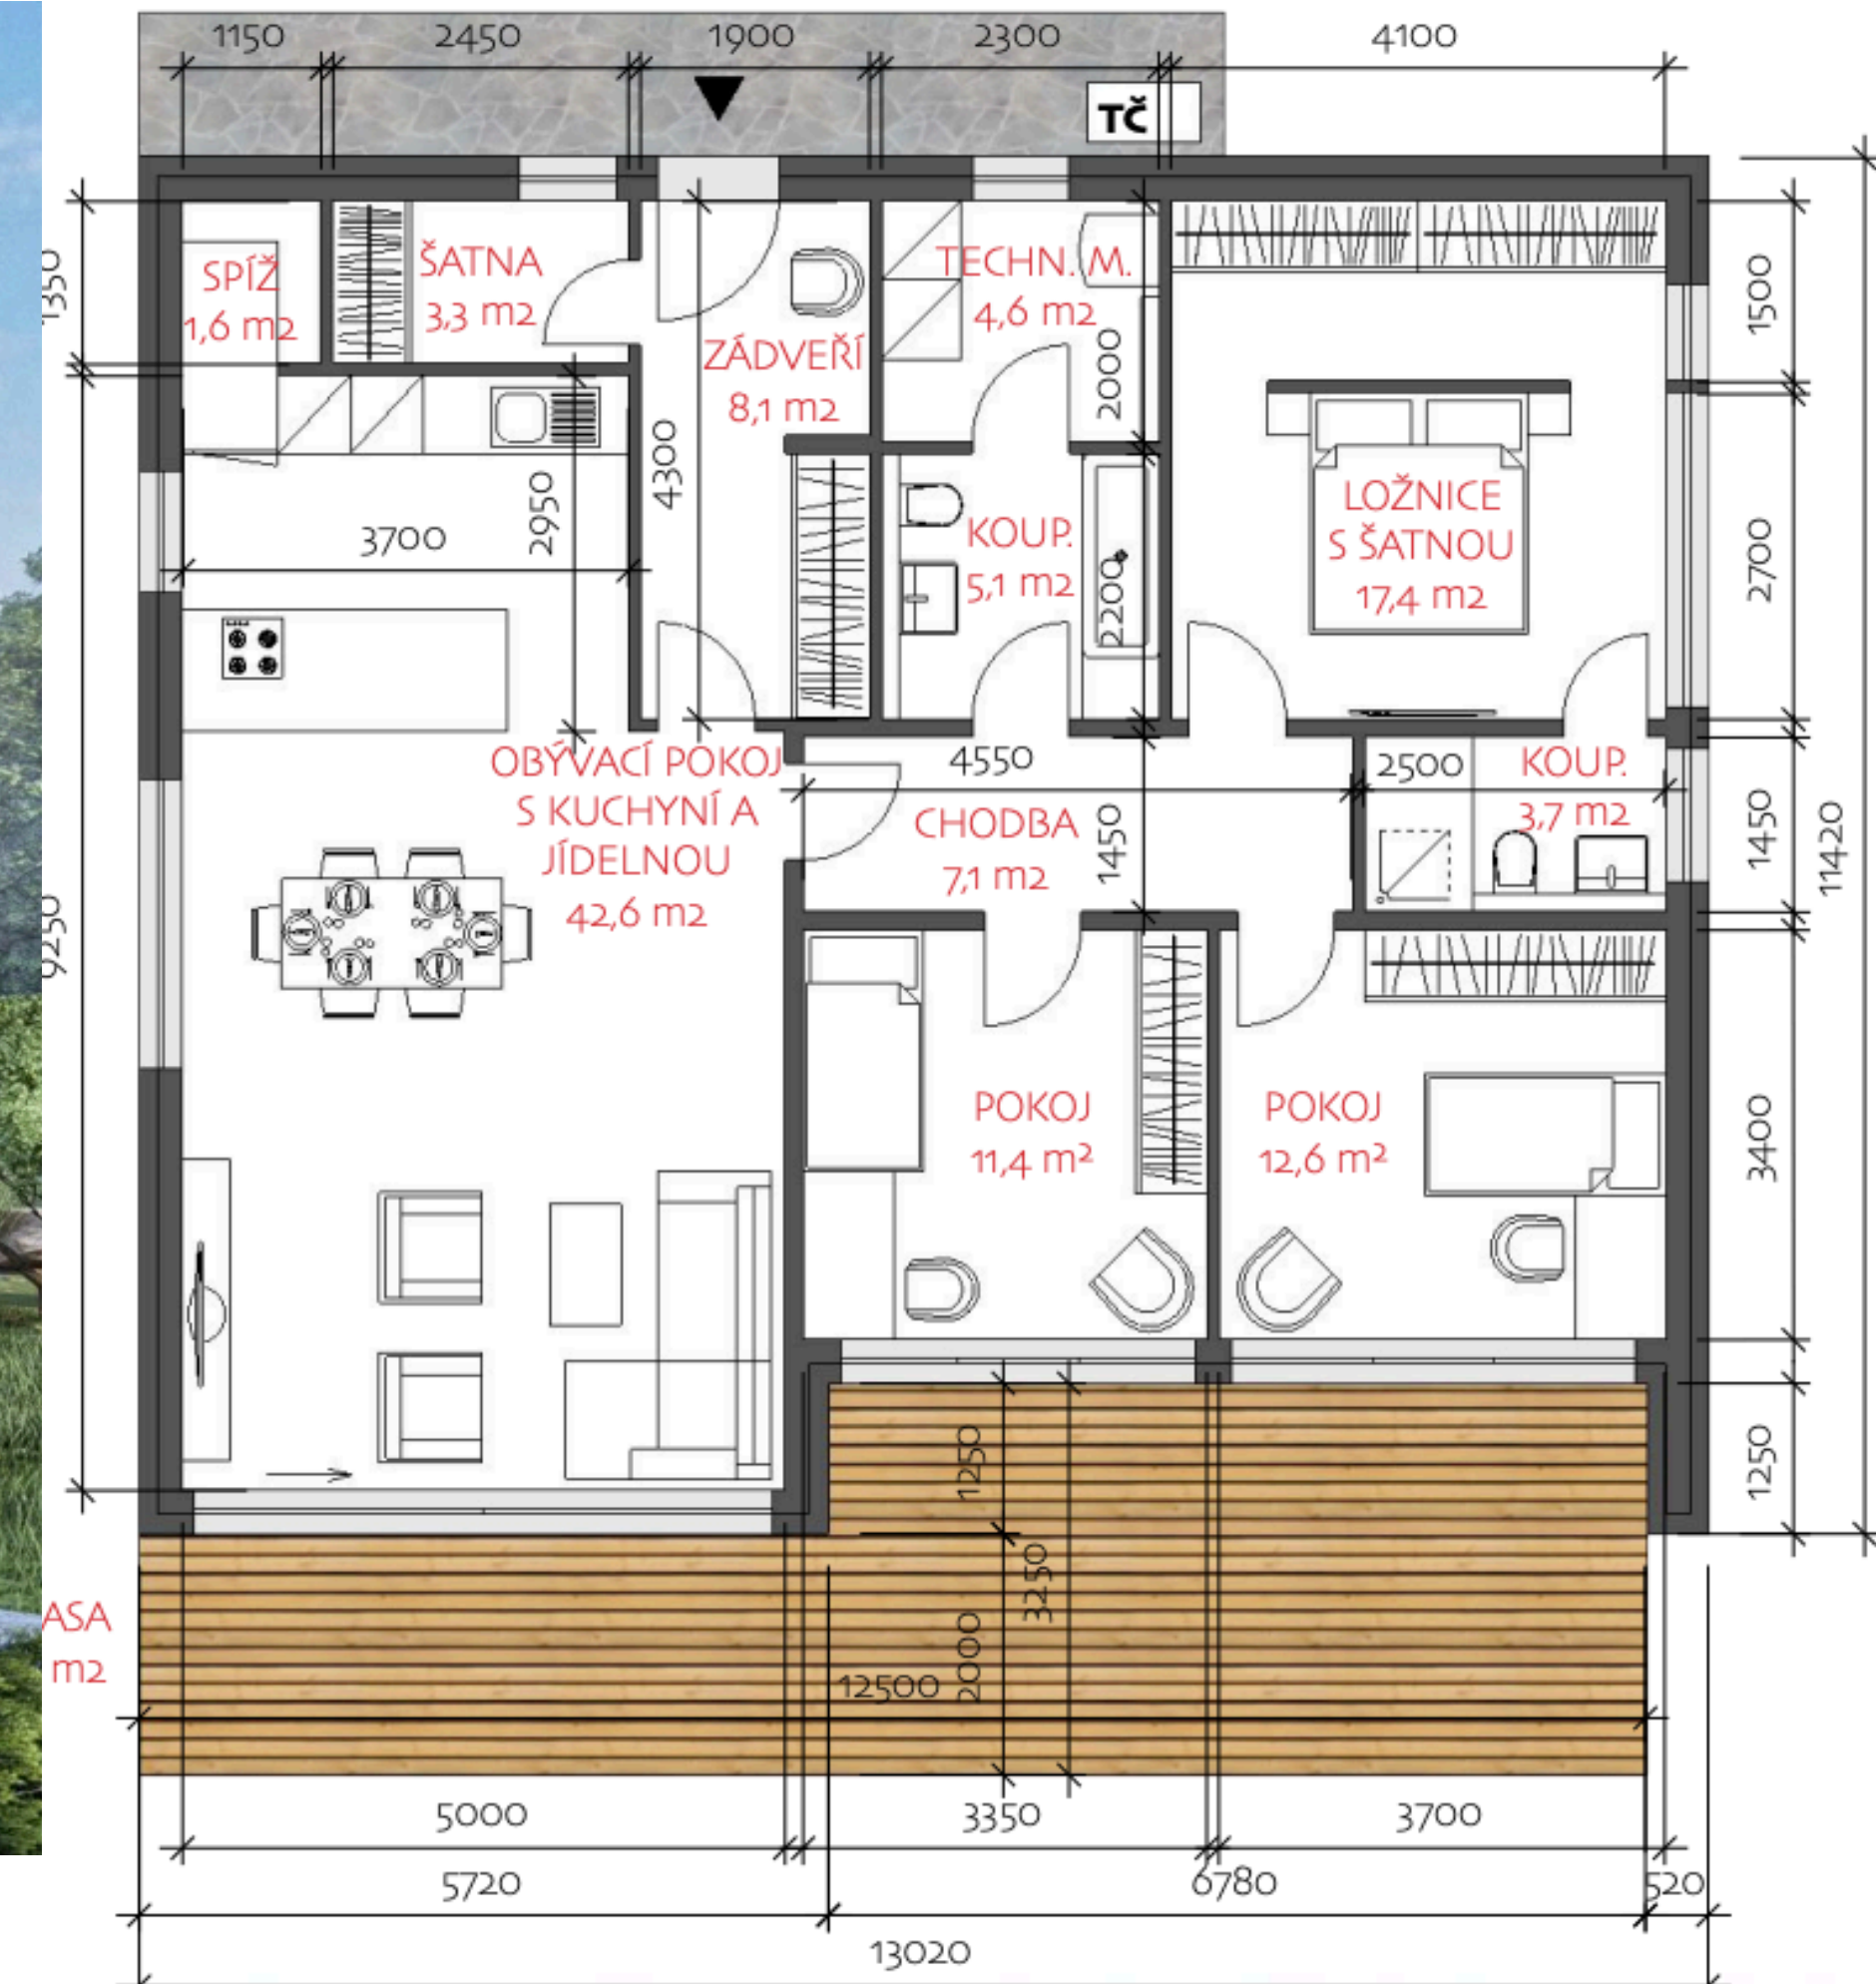 1150 2450 1900 2300 4100
TČ
SPÍŽ
1,6 m2
ŠATNA
3,3 m2
ZÁDVEŘÍ
8,1 m2
TECHN. M.
4,6 m2
2000
1500
4300
2950
3700
KOUP.
5,1 m2
2200
LOŽNICE
S ŠATNOU
17,4 m2
2700
OBÝVACÍ POKOJ
S KUCHYNÍ A
JÍDELNOU
42,6 m2
4550
CHODBA
7,1 m2
1450
2500
KOUP.
3,7 m2
1450
11420
POKOJ
11,4 m²
POKOJ
12,6 m²
3400
1250
1250
3250
2000
12500
ASA
m2
5000 3350 3700
5720 6780 520
13020